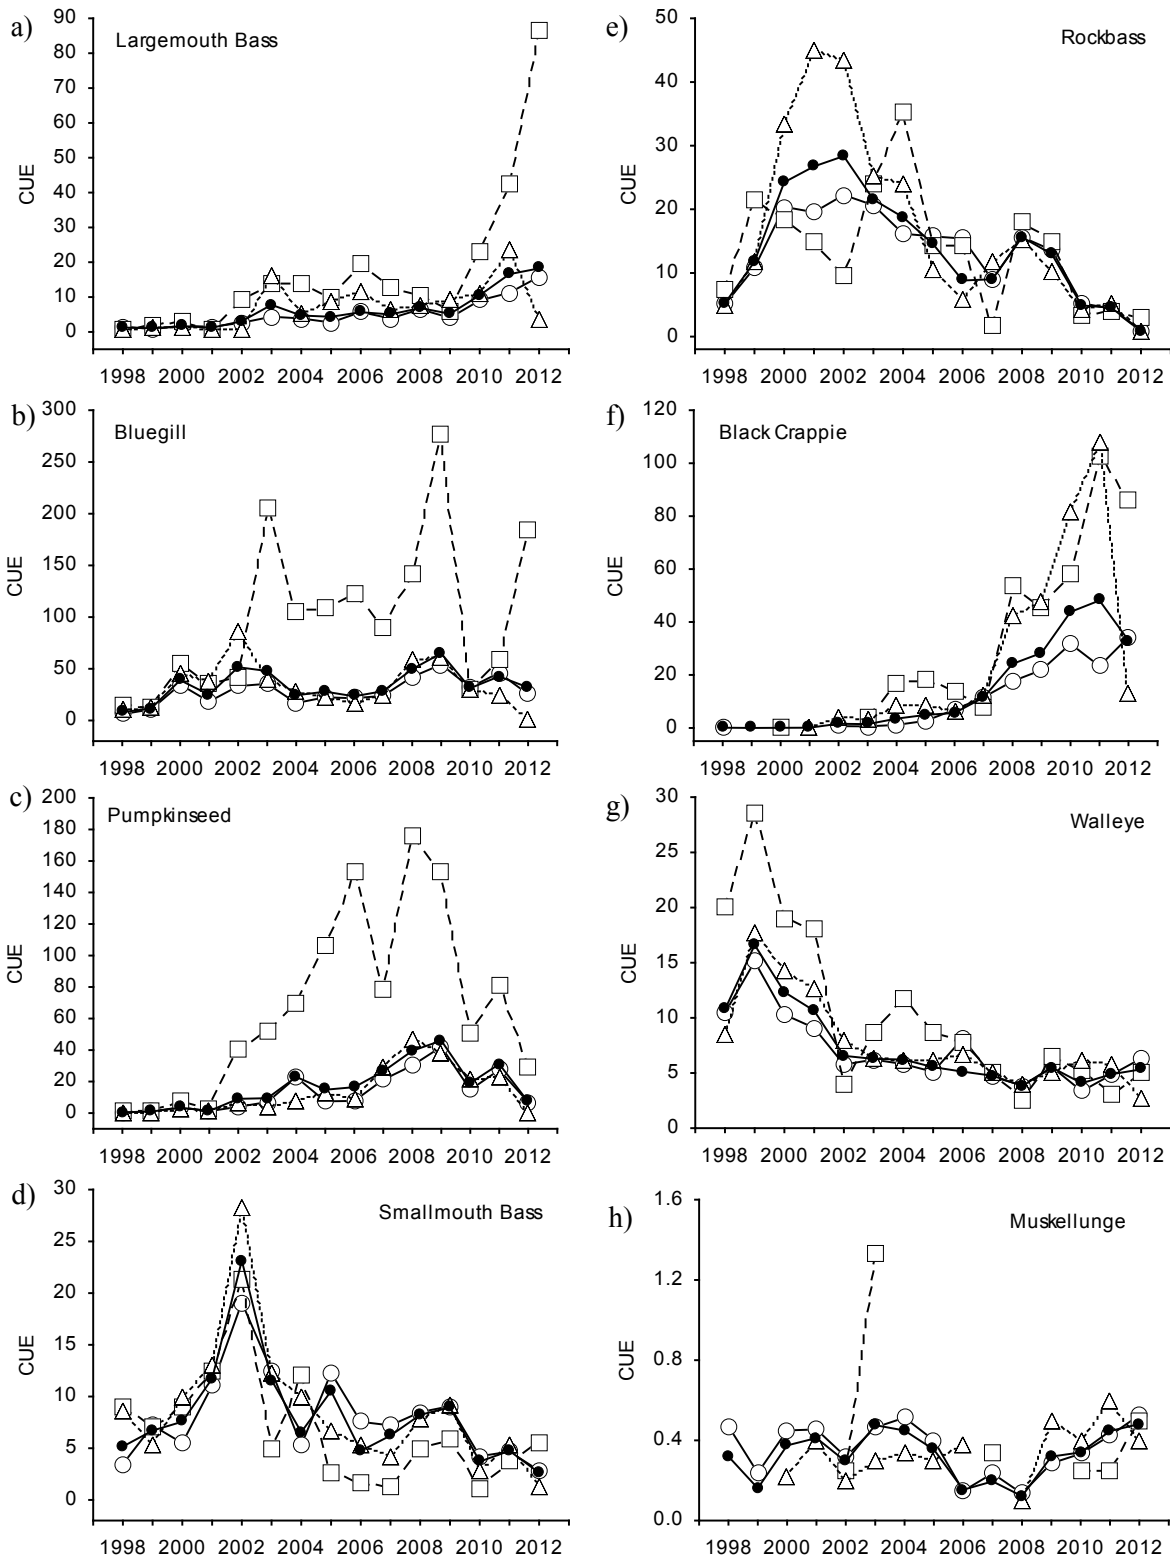 a)
Largemouth Bass
CUE
90
80
70
60
50
40
30
20
10
0
1998 2000 2002 2004 2006 2008 2010 2012
b)
Bluegill
CUE
300
250
200
150
100
50
0
1998 2000 2002 2004 2006 2008 2010 2012
c)
Pumpkinseed
CUE
200
180
160
140
120
100
80
60
40
20
0
1998 2000 2002 2004 2006 2008 2010 2012
d)
Smallmouth Bass
CUE
30
25
20
15
10
5
0
1998 2000 2002 2004 2006 2008 2010 2012
e)
Rockbass
CUE
50
40
30
20
10
0
1998 2000 2002 2004 2006 2008 2010 2012
f)
Black Crappie
CUE
120
100
80
60
40
20
0
1998 2000 2002 2004 2006 2008 2010 2012
g)
Walleye
CUE
30
25
20
15
10
5
0
1998 2000 2002 2004 2006 2008 2010 2012
h)
Muskellunge
CUE
1.6
1.2
0.8
0.4
0.0
1998 2000 2002 2004 2006 2008 2010 2012